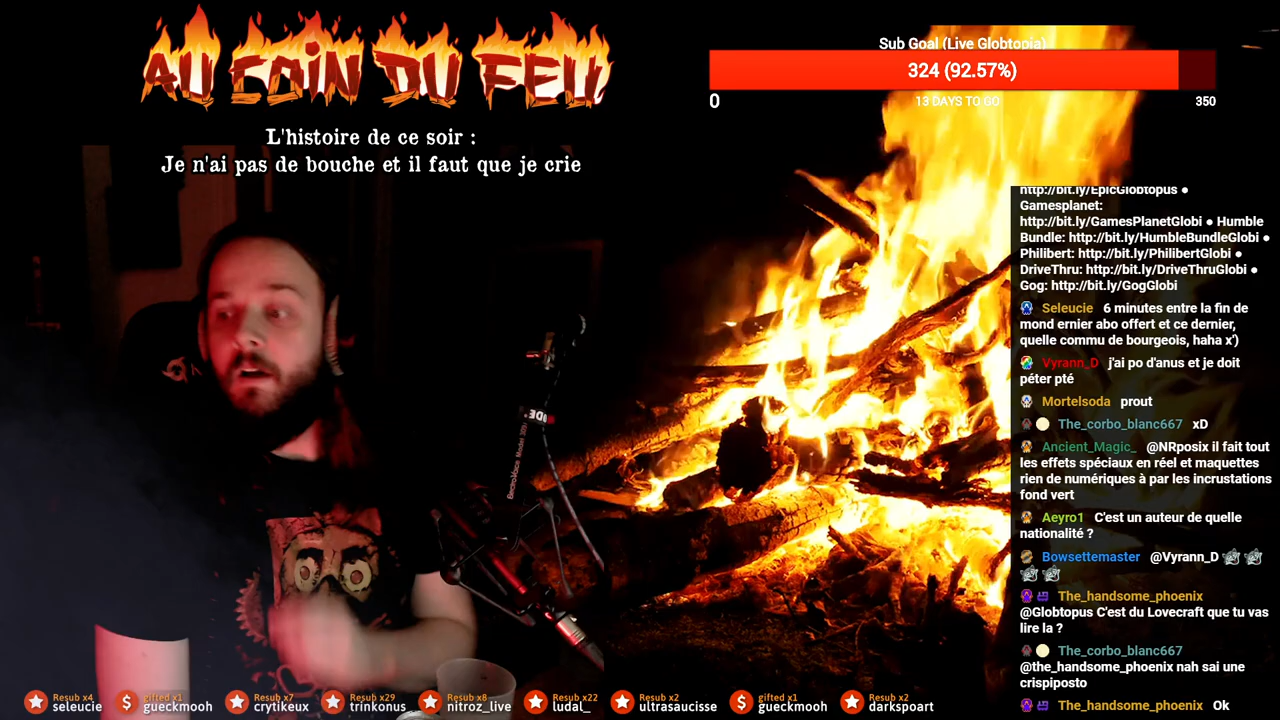 AU COIN DU FEU
L'histoire de ce soir :
Je n'ai pas de bouche et il faut que je crie
Sub Goal (Live Globtopia)
324 (92.57%)
0
13 DAYS TO GO
350
http://bit.ly/EpicGlobtopus ●
Gamesplanet:
http://bit.ly/GamesPlanetGlobi ● Humble
Bundle: http://bit.ly/HumbleBundleGlobi ●
Philibert: http://bit.ly/PhilibertGlobi ●
DriveThru: http://bit.ly/DriveThruGlobi ●
Gog: http://bit.ly/GogGlobi
Seleucie 6 minutes entre la fin de
mond ernier abo offert et ce dernier,
quelle commu de bourgeois, haha x')
Vyrann_D j'ai po d'anus et je doit
péter pté
Mortelsoda prout
The_corbo_blanc667 xD
Ancient_Magic_ @NRposix il fait tout
les effets spéciaux en réel et maquettes
rien de numériques à par les incrustations
fond vert
Aeyro1 C'est un auteur de quelle
nationalité ?
Bowsettemaster @Vyrann_D
The_handsome_phoenix
@Globtopus C'est du Lovecraft que tu vas
lire la ?
The_corbo_blanc667
@the_handsome_phoenix nah sai une
crispiposto
The_handsome_phoenix Ok
Resub x4
seleucie
gifted x1
gueckmooh
Resub x7
crytikeux
Resub x29
trinkonus
Resub x8
nitroz_live
Resub x22
ludal_
Resub x2
ultrasaucisse
gifted x1
gueckmooh
Resub x2
darkspoart